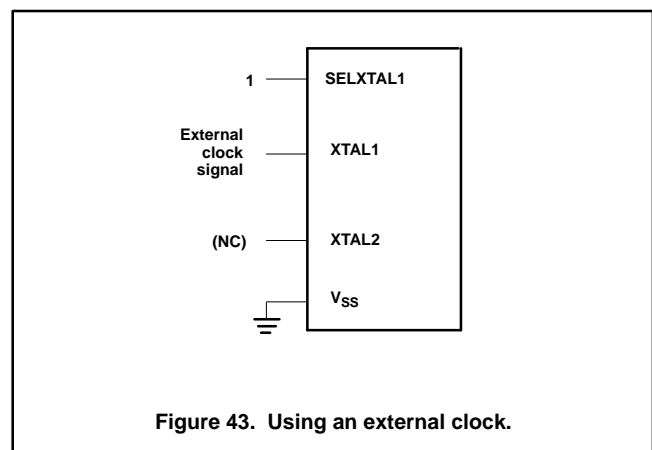 1 SELXTAL1
External
clock
signal
XTAL1
(NC) XTAL2
VSS
Figure 43. Using an external clock.